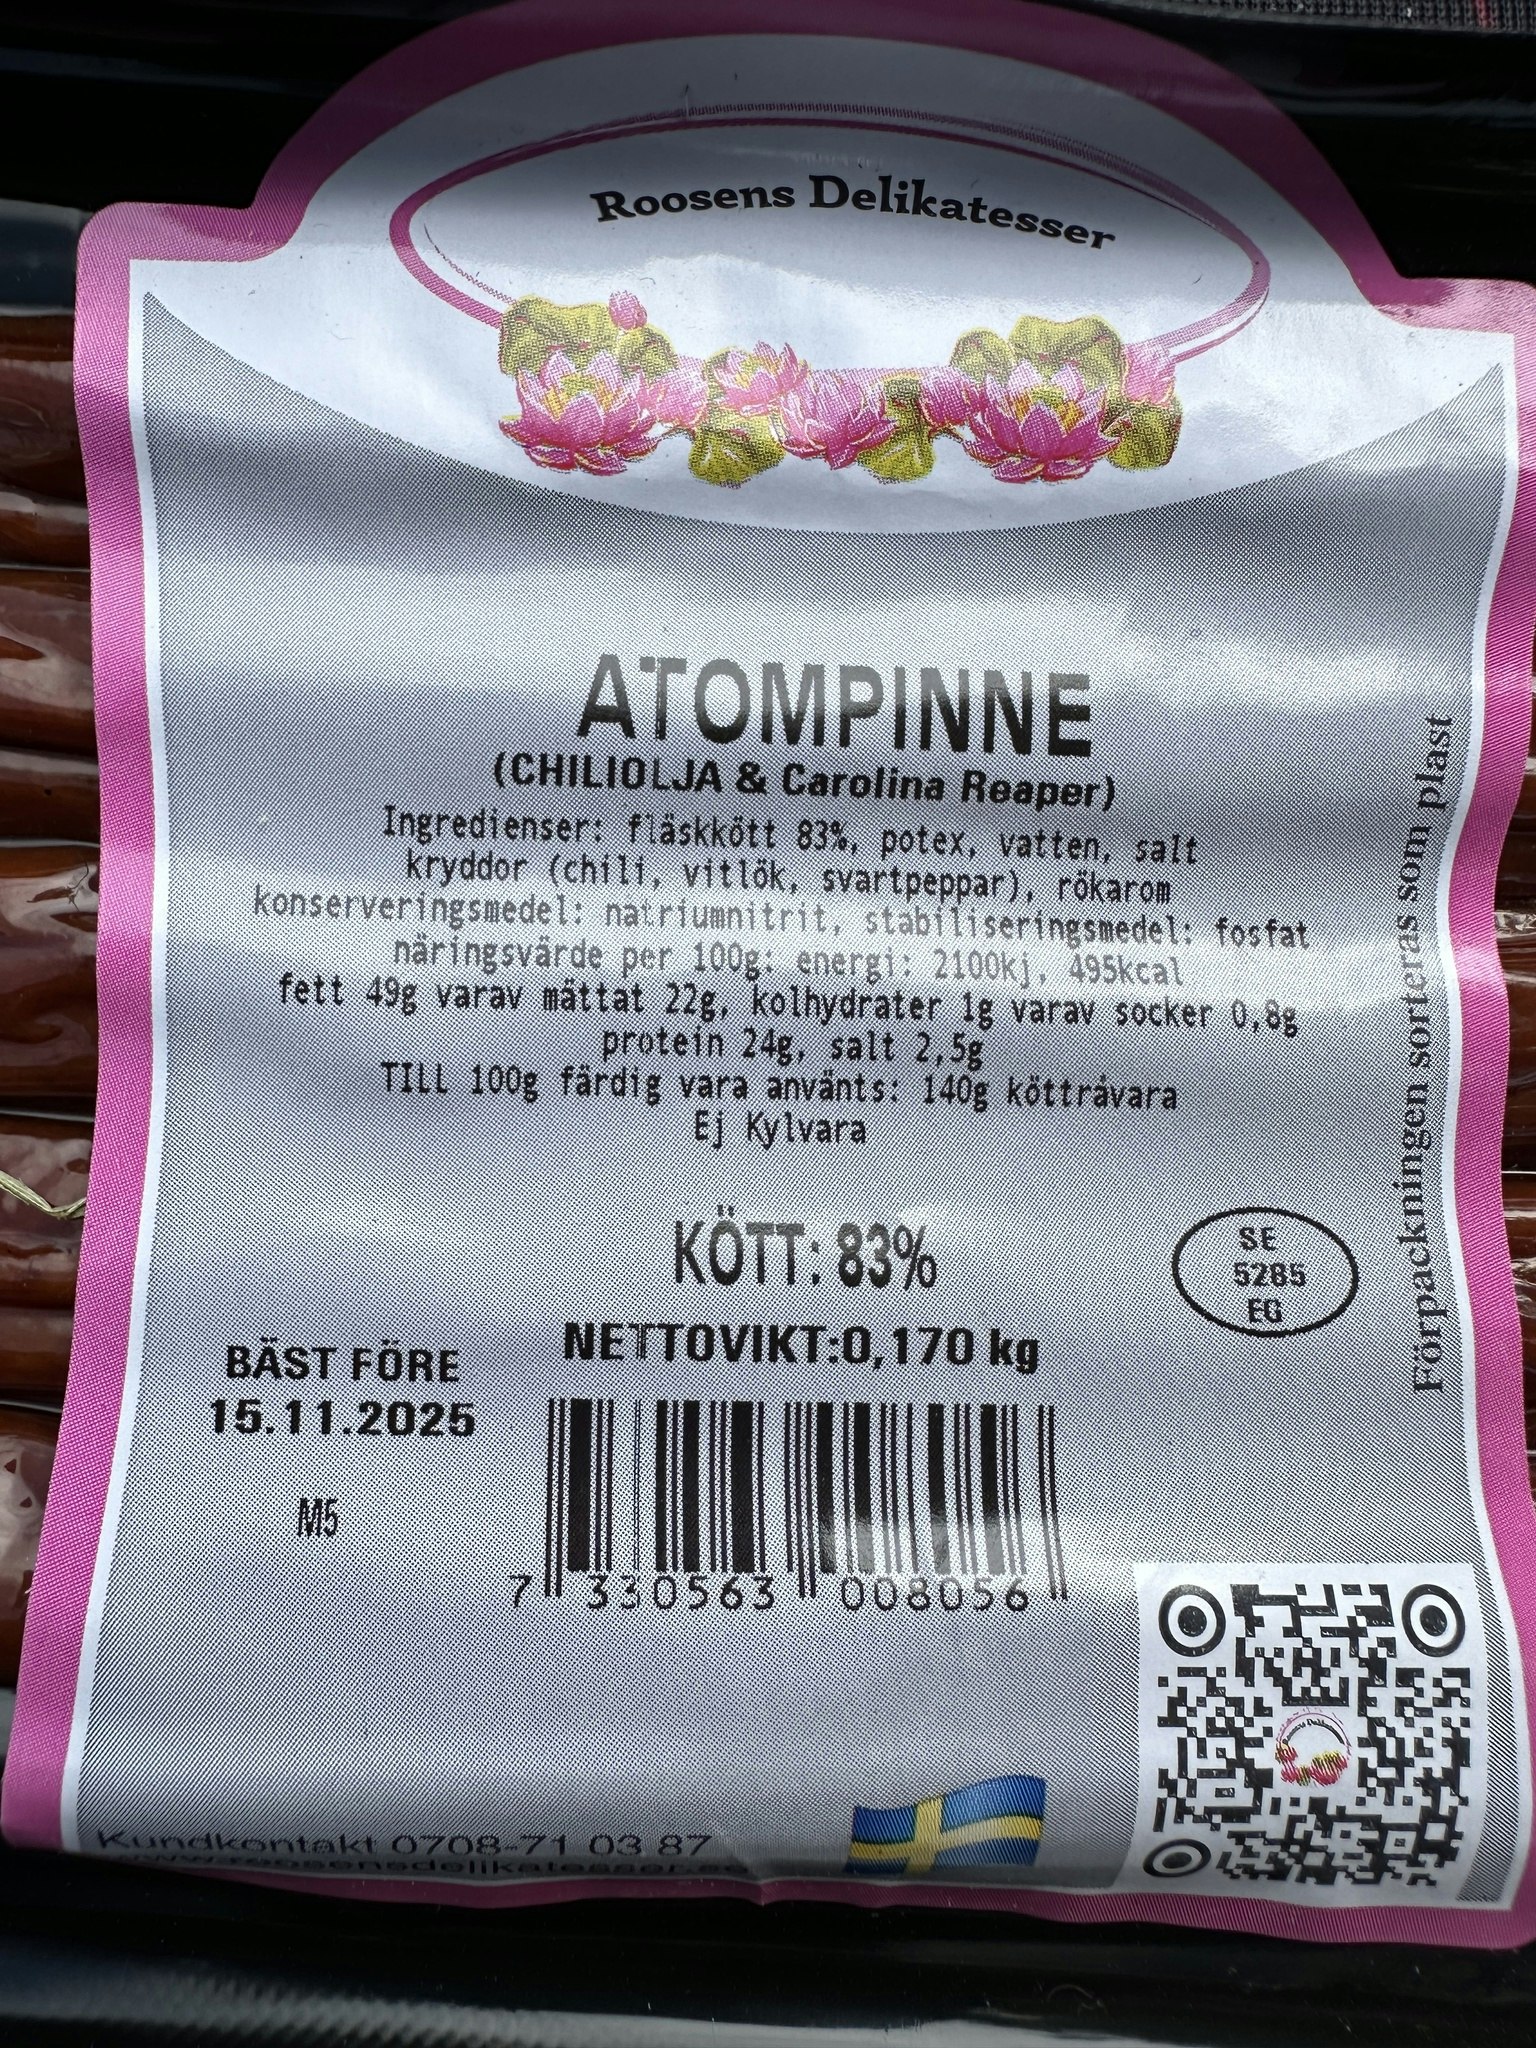 Roosens Delikatesser
ATOMPINNE
(CHILIOLJA & Carolina Reaper)
Ingredienser: fläskkött 83%, potex, vatten, salt
kryddor (chili, vitlök, svartpeppar), rökarom
konserveringsmedel: natriumnitrit, stabiliseringsmedel: fosfat
näringsvärde per 100g: energi: 2100kj, 495kcal
fett 49g varav mättat 22g, kolhydrater 1g varav socker 0,8g
protein 24g, salt 2,5g
TILL 100g färdig vara använts: 140g köttråvara
Ej Kylvara
KÖTT: 83%
SE
5285
EG
NETTOVIKT:0,170 kg
BÄST FÖRE
15.11.2025
M5
7 330563 008056
Förpackningen sorteras som plast
Roosens Delikatesser
Kundkontakt 0708-71 03 87